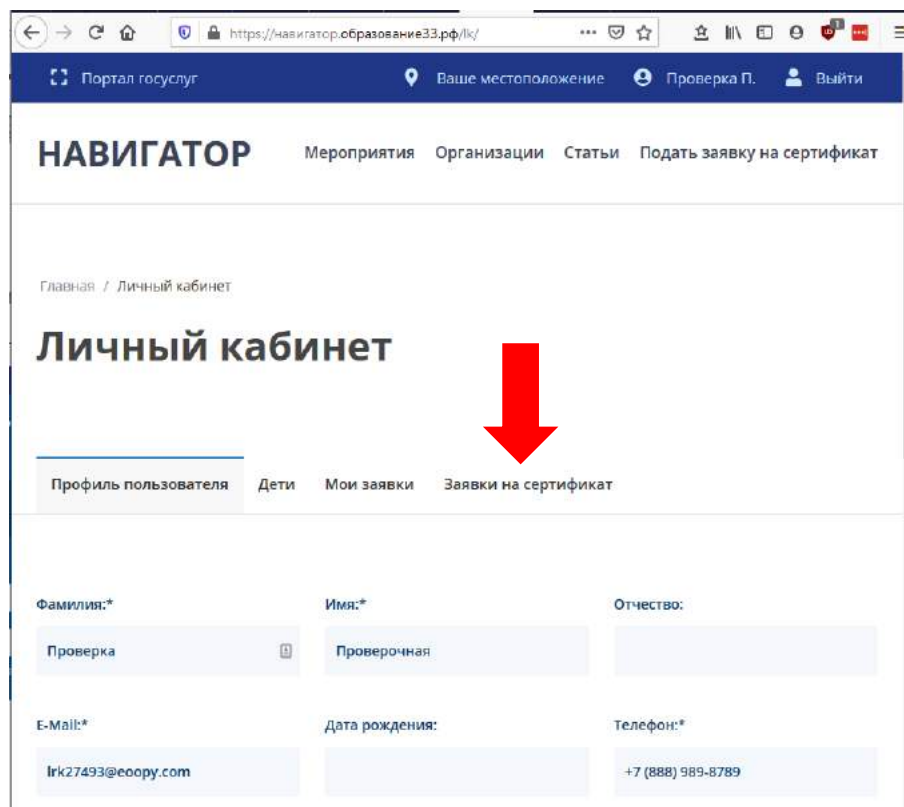 https://навигатор.образование33.рф/lk/
1
Портал госуслуг Ваше местоположение Проверка П. Выйти
НАВИГАТОР Мероприятия Организации Статьи Подать заявку на сертификат
Главная / Личный кабинет
Личный кабинет
Профиль пользователя Дети Мои заявки Заявки на сертификат
Фамилия:* Имя:* Отчество:
Проверка Проверочная
E-Mail:* Дата рождения: Телефон:*
lrk27493@eoopy.com +7 (888) 989-8789